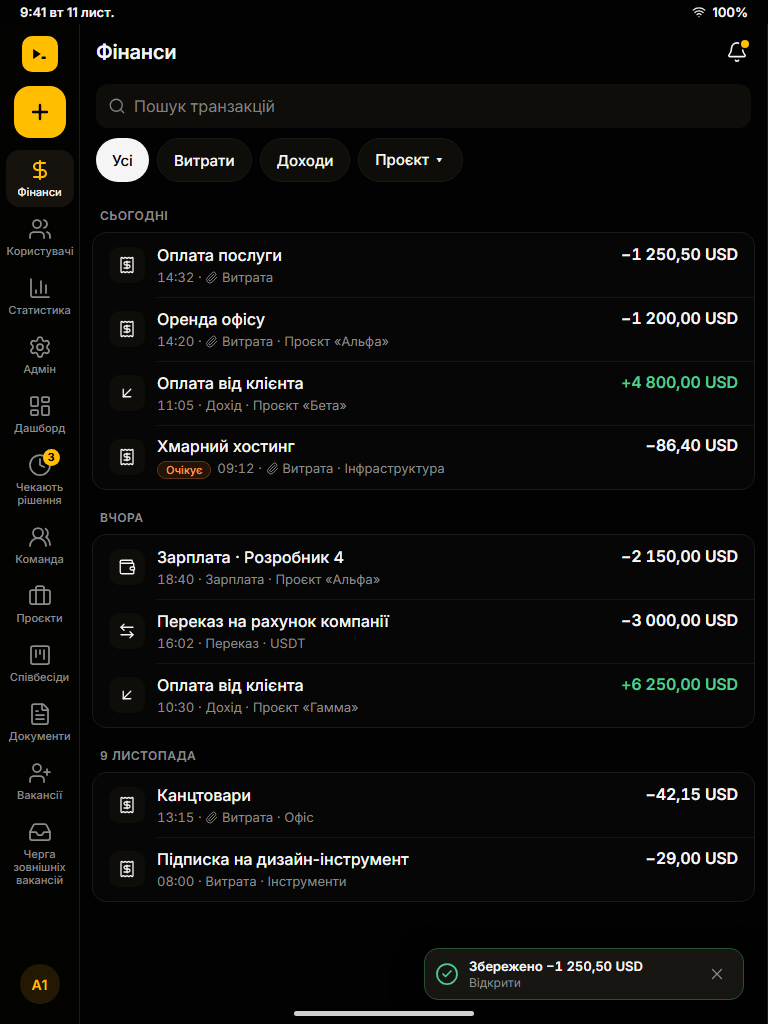 9:41 вт 11 лист.
100%
Фінанси
Пошук транзакцій
Усі
Витрати
Доходи
Проєкт
Фінанси
Користувачі
Статистика
Адмін
Дашборд
3
Чекають
рішення
Команда
Проєкти
Співбесіди
Документи
Вакансії
Черга
зовнішніх
вакансій
A1
СЬОГОДНІ
Оплата послуги
−1 250,50 USD
14:32 · Витрата
Оренда офісу
−1 200,00 USD
14:20 · Витрата · Проєкт «Альфа»
Оплата від клієнта
+4 800,00 USD
11:05 · Дохід · Проєкт «Бета»
Хмарний хостинг
−86,40 USD
Очікує 09:12 · Витрата · Інфраструктура
ВЧОРА
Зарплата · Розробник 4
−2 150,00 USD
18:40 · Зарплата · Проєкт «Альфа»
Переказ на рахунок компанії
−3 000,00 USD
16:02 · Переказ · USDT
Оплата від клієнта
+6 250,00 USD
10:30 · Дохід · Проєкт «Гамма»
9 ЛИСТОПАДА
Канцтовари
−42,15 USD
13:15 · Витрата · Офіс
Підписка на дизайн-інструмент
−29,00 USD
08:00 · Витрата · Інструменти
Збережено −1 250,50 USD
Відкрити